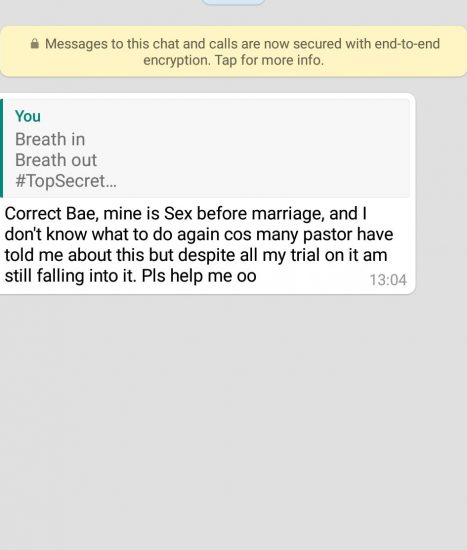 Messages to this chat and calls are now secured with end-to-end
encryption. Tap for more info.
You
Breath in
Breath out
#TopSecret...
Correct Bae, mine is Sex before marriage, and I
don't know what to do again cos many pastor have
told me about this but despite all my trial on it am
still falling into it. Pls help me oo
13:04